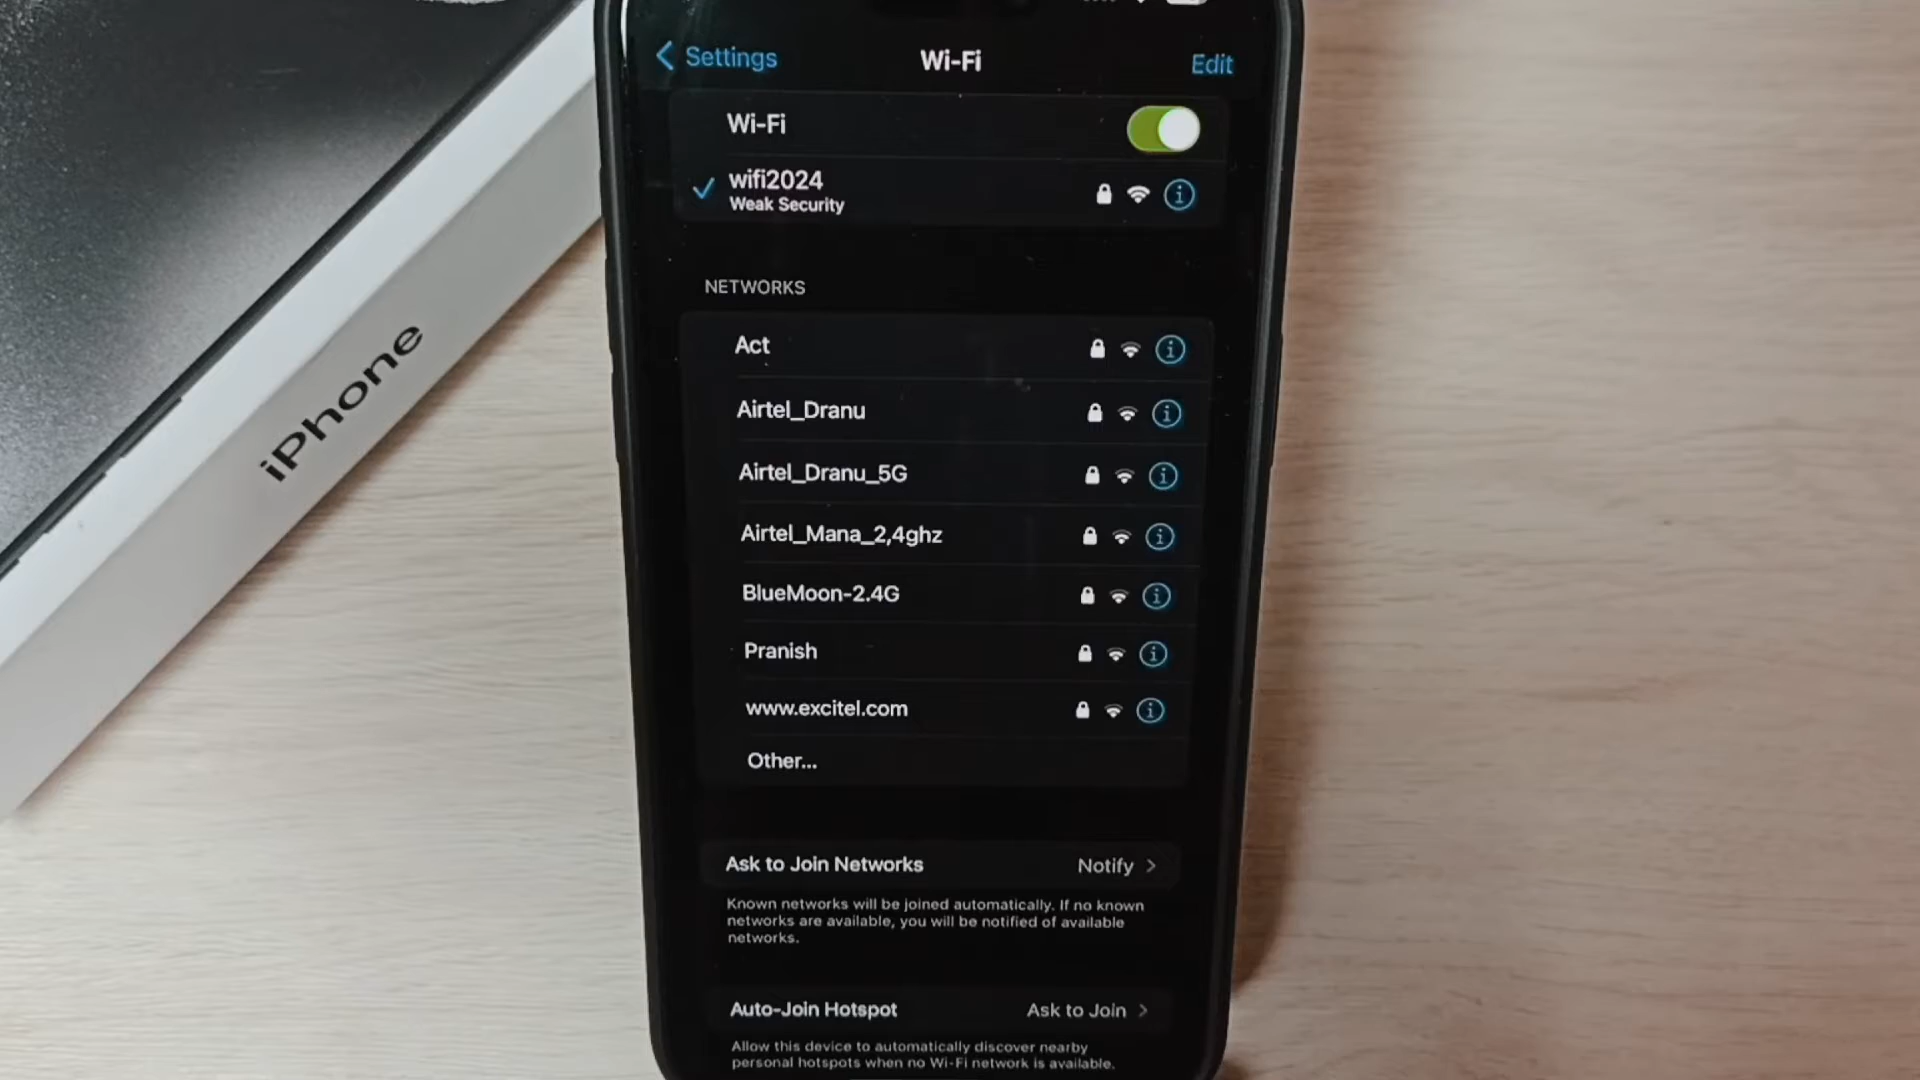 Settings
Wi-Fi
Edit
Wi-Fi
wifi2024
Weak Security
NETWORKS
Act
Airtel_Dranu
Airtel_Dranu_5G
Airtel_Mana_2,4ghz
BlueMoon-2.4G
Pranish
www.excitel.com
Other...
Ask to Join Networks
Notify
Known networks will be joined automatically. If no known
networks are available, you will be notified of available
networks.
Auto-Join Hotspot
Ask to Join
Allow this device to automatically discover nearby
personal hotspots when no Wi-Fi network is available.
iPhone